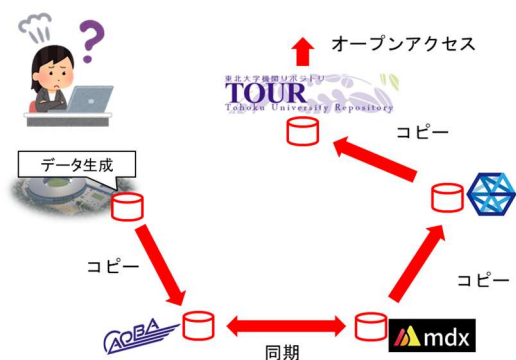 ?
オープンアクセス
東北大学機関リポジトリ
TOUR
Tohoku University Repository
コピー
データ生成
コピー
コピー
AOBA
mdx
同期